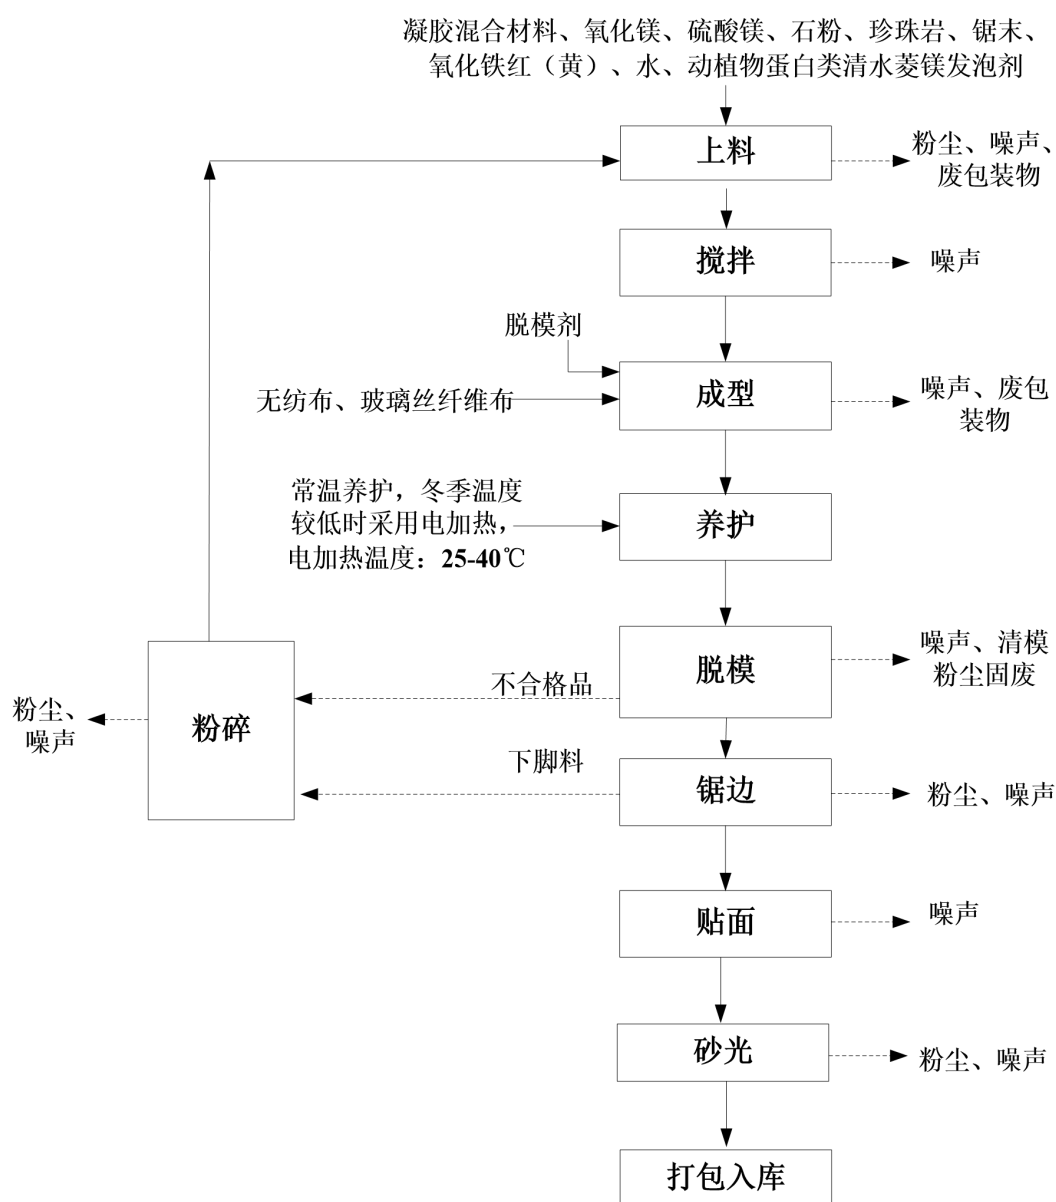 凝胶混合材料、氧化镁、硫酸镁、石粉、珍珠岩、锯末、
氧化铁红（黄）、水、动植物蛋白类清水菱镁发泡剂
上料
粉尘、噪声、
废包装物
搅拌
噪声
脱模剂
无纺布、玻璃丝纤维布
成型
噪声、废包
装物
常温养护，冬季温度
较低时采用电加热，
电加热温度：25-40℃
养护
脱模
噪声、清模
粉尘固废
不合格品
粉碎
粉尘、
噪声
下脚料
锯边
粉尘、噪声
贴面
噪声
砂光
粉尘、噪声
打包入库